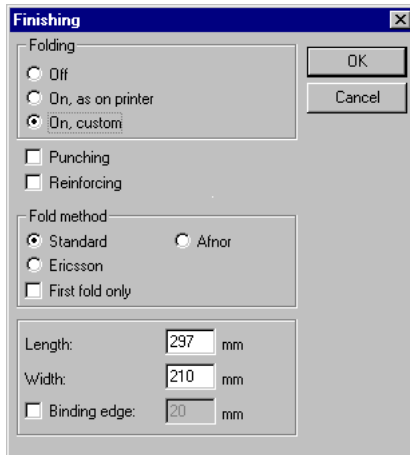 Finishing
Folding
OK
Off
On, as on printer
Cancel
On, custom
Punching
Reinforcing
Fold method
Standard Afnor
Ericsson
First fold only
Length: 297 mm
Width: 210 mm
Binding edge: 20 mm